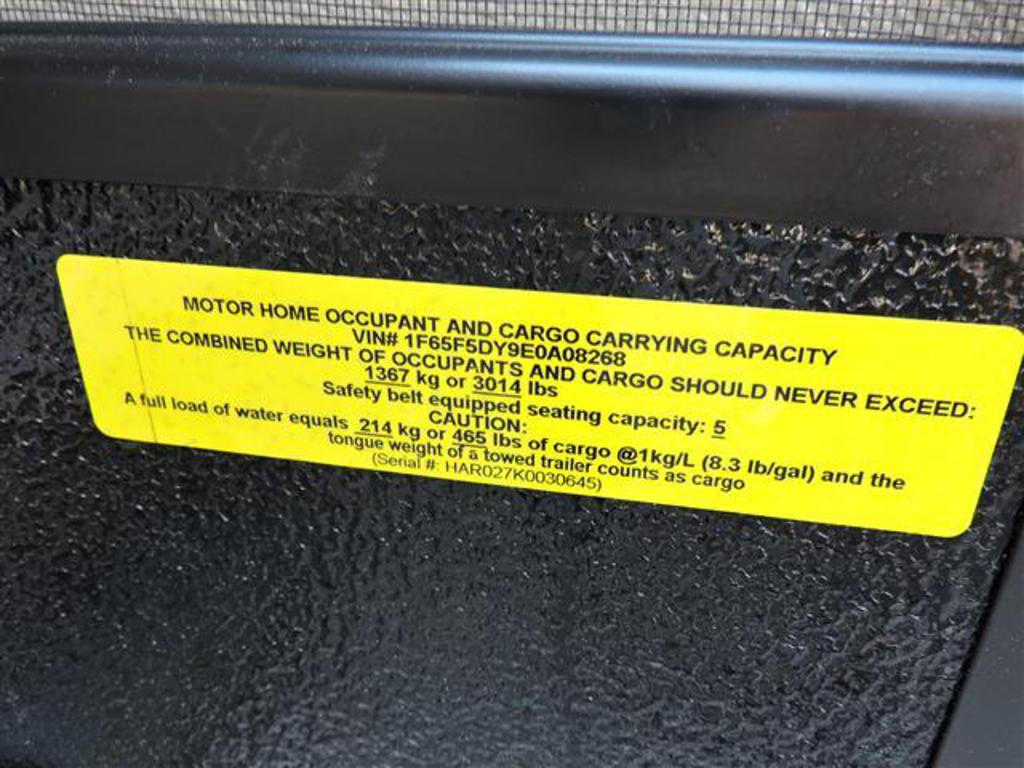 MOTOR HOME OCCUPANT AND CARGO CARRYING CAPACITY
VIN# 1F65F5DY9E0A08268
THE COMBINED WEIGHT OF OCCUPANTS AND CARGO SHOULD NEVER EXCEED:
1367 kg or 3014 lbs
Safety belt equipped seating capacity: 5
CAUTION:
A full load of water equals 214 kg or 465 lbs of cargo @1kg/L (8.3 lb/gal) and the
tongue weight of a towed trailer counts as cargo
(Serial #: HAR027K0030645)